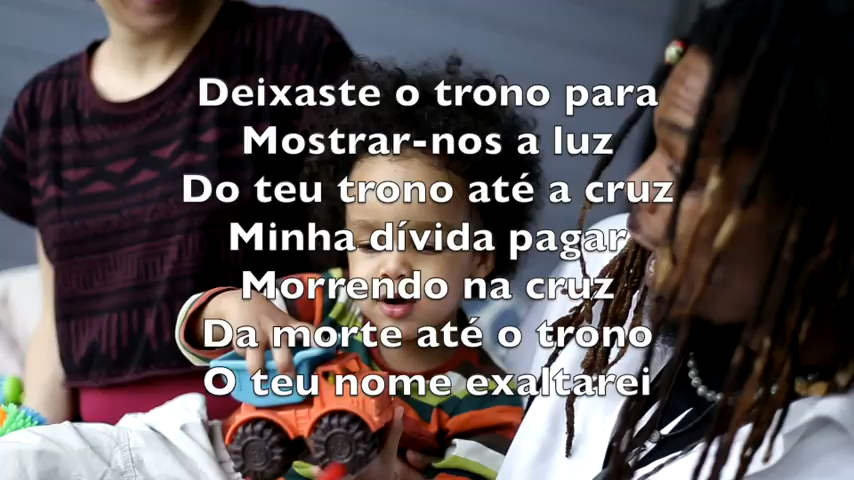 Deixaste o trono para
Mostrar-nos a luz
Do teu trono até a cruz
Minha dívida pagar
Morrendo na cruz
Da morte até o trono
O teu nome exaltarei